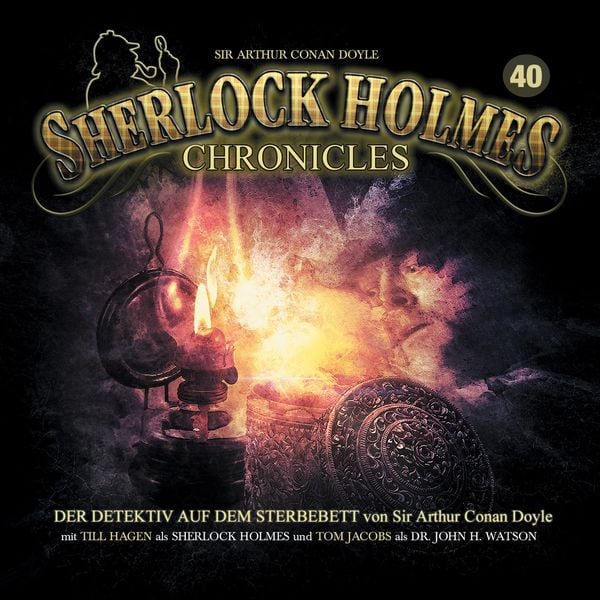 SIR ARTHUR CONAN DOYLE
40
SHERLOCK HOLMES
CHRONICLES
DER DETEKTIV AUF DEM STERBEBETT von Sir Arthur Conan Doyle
mit TILL HAGEN als SHERLOCK HOLMES und TOM JACOBS als DR. JOHN H. WATSON